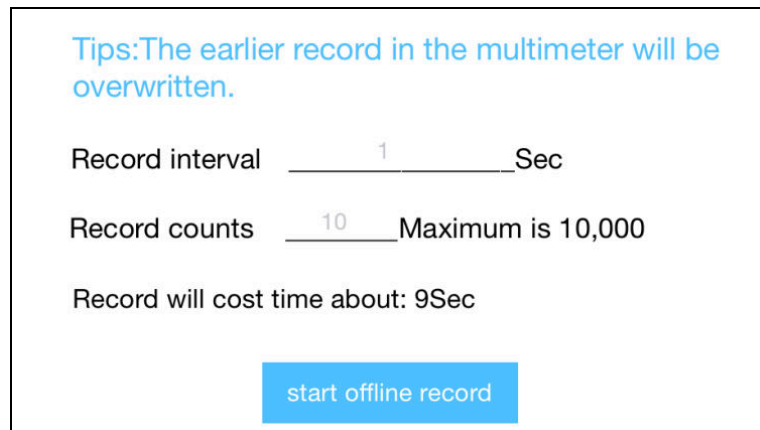 Tips:The earlier record in the multimeter will be
overwritten.
Record interval 1 Sec
Record counts 10 Maximum is 10,000
Record will cost time about: 9Sec
start offline record